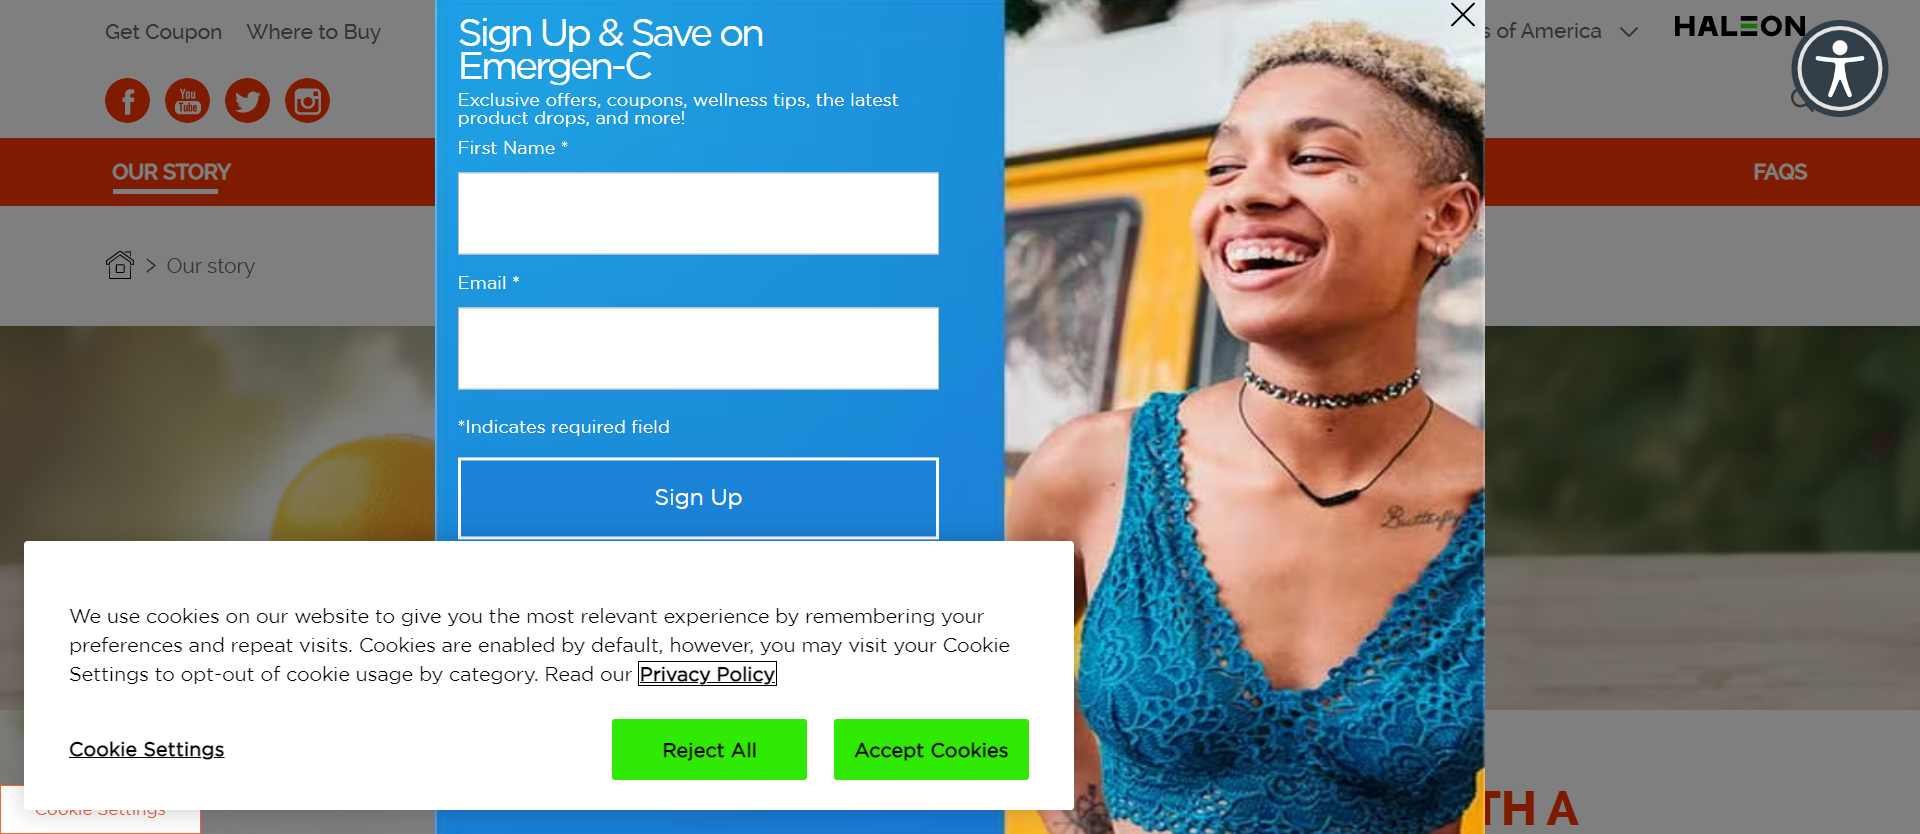 Get Coupon Where to Buy
Sign Up & Save on
Emergen-C
of America
HALEON
You
Tube
Exclusive offers, coupons, wellness tips, the latest
product drops, and more!
First Name *
OUR STORY
FAQS
Our story
Email *
*Indicates required field
Sign Up
Butterfly
We use cookies on our website to give you the most relevant experience by remembering your
preferences and repeat visits. Cookies are enabled by default, however, you may visit your Cookie
Settings to opt-out of cookie usage by category. Read our Privacy Policy
Cookie Settings
Reject All
Accept Cookies
Cookie Settings
TH A